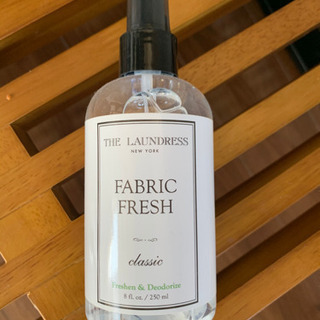 THE LAUNDRESS
NEW YORK
FABRIC
FRESH
classic
Freshen & Deodorize
8 fl. oz. / 250 ml